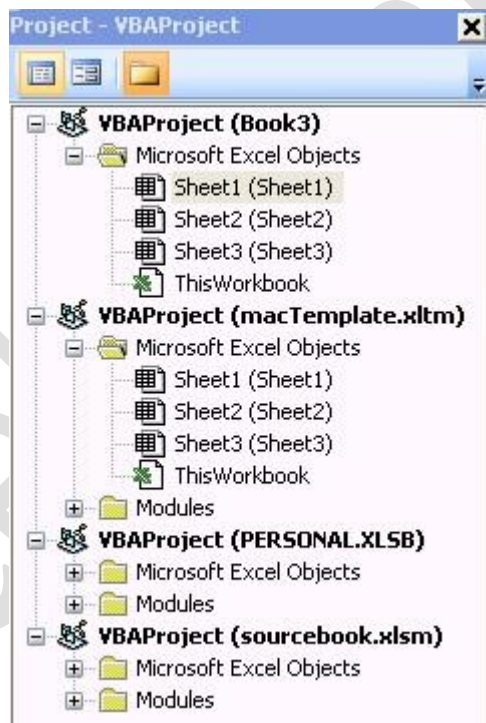 Project - VBAProject
VBAProject (Book3)
Microsoft Excel Objects
Sheet1 (Sheet1)
Sheet2 (Sheet2)
Sheet3 (Sheet3)
ThisWorkbook
VBAProject (macTemplate.xltm)
Microsoft Excel Objects
Sheet1 (Sheet1)
Sheet2 (Sheet2)
Sheet3 (Sheet3)
ThisWorkbook
Modules
VBAProject (PERSONAL.XLSB)
Microsoft Excel Objects
Modules
VBAProject (sourcebook.xlsm)
Microsoft Excel Objects
Modules